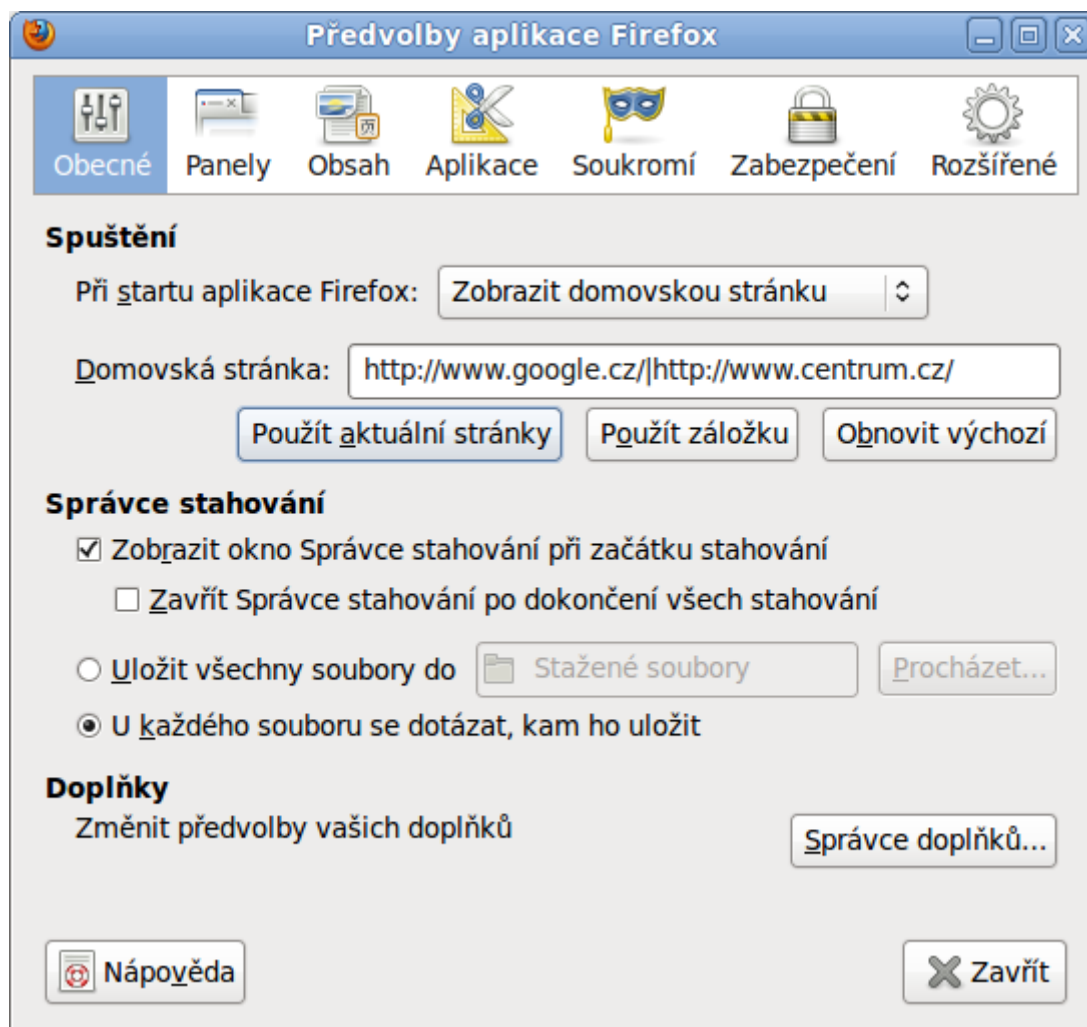 Předvolby aplikace Firefox
Obecné Panely Obsah Aplikace Soukromí Zabezpečení Rozšířené
Spuštění
Při startu aplikace Firefox: Zobrazit domovskou stránku
Domovská stránka: http://www.google.cz/|http://www.centrum.cz/
Použít aktuální stránky Použít záložku Obnovit výchozí
Správce stahování
Zobrazit okno Správce stahování při začátku stahování
Zavřít Správce stahování po dokončení všech stahování
Uložit všechny soubory do Stažené soubory Procházet...
U každého souboru se dotázat, kam ho uložit
Doplňky
Změnit předvolby vašich doplňků
Správce doplňků...
Nápověda Zavřít